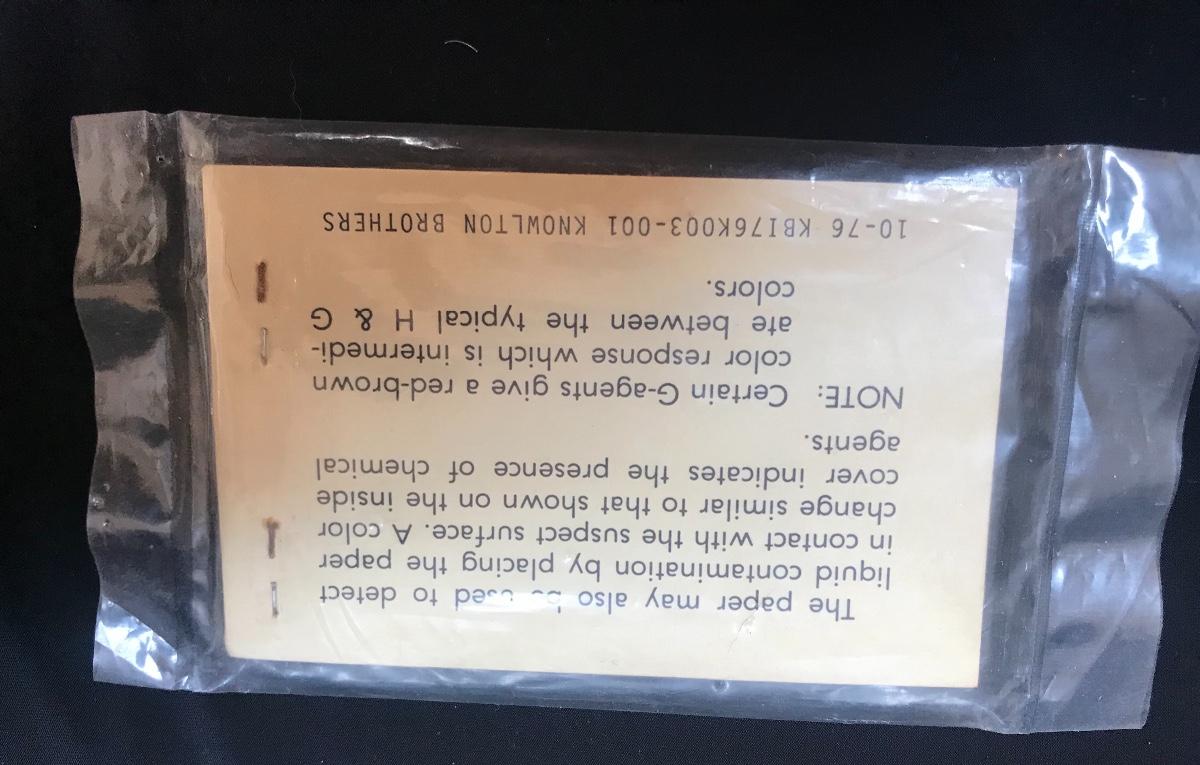 The paper may also be used to detect
liquid contamination by placing the paper
in contact with the suspect surface. A color
change similar to that shown on the inside
cover indicates the presence of chemical
agents.
NOTE: Certain G-agents give a red-brown
color response which is intermedi-
ate between the typical H & G
colors.
10-76 KBI76K003-001 KNOWLTON BROTHERS